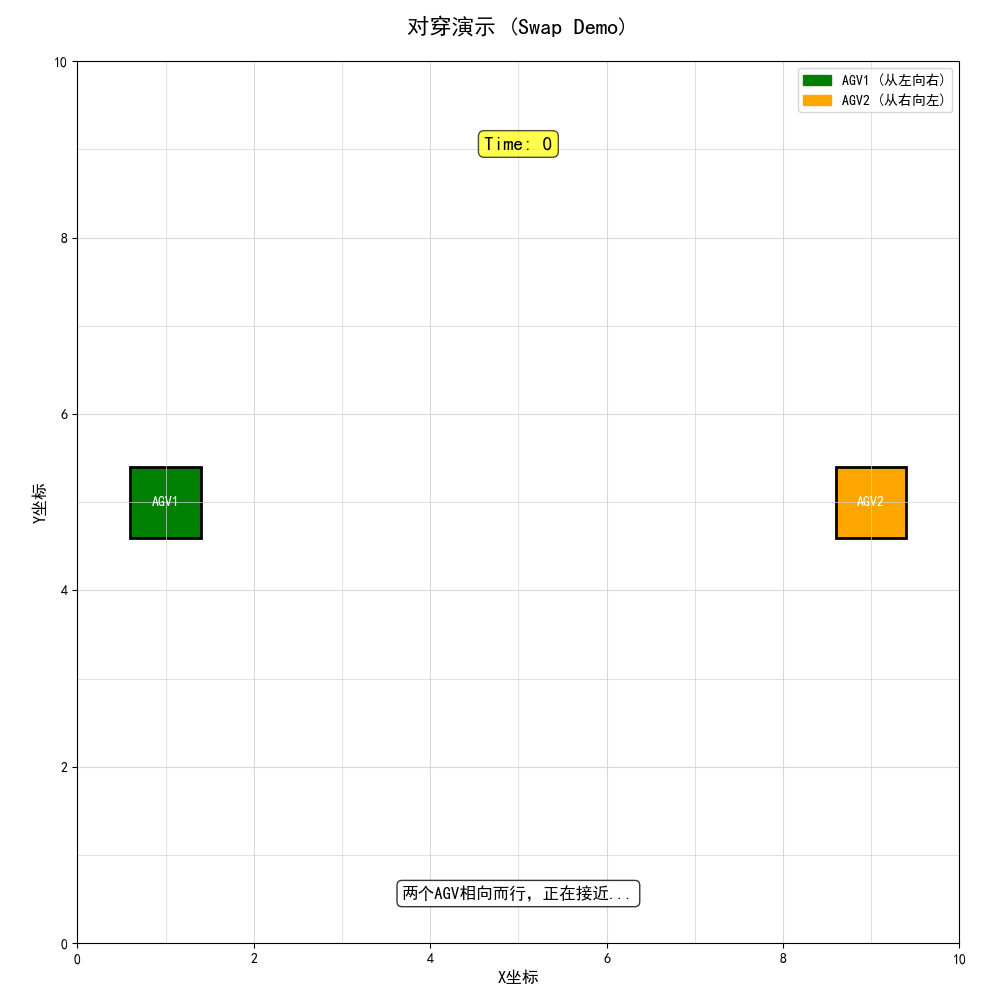 对穿演示 (Swap Demo)
10
AGV1 (从左向右)
AGV2 (从右向左)
Time: 0
8
6
AGV1
AGV2
Y坐标
4
2
两个AGV相向而行，正在接近...
0
0 2 4 6 8 10
X坐标